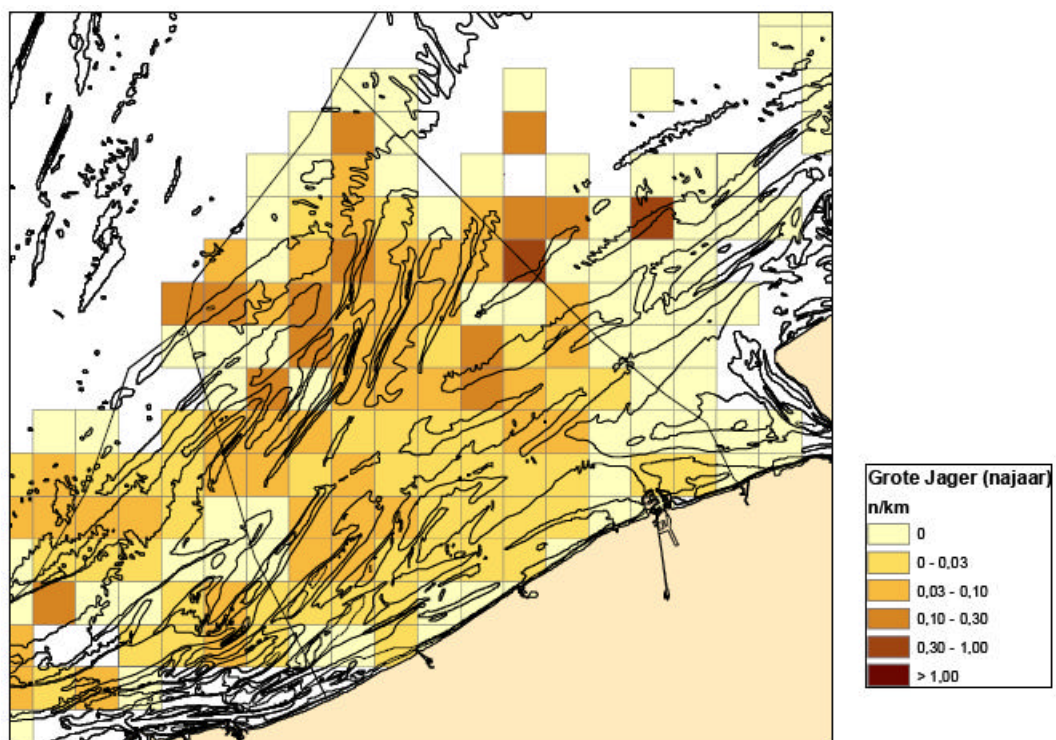 Grote Jager (najaar)
n/km
0
0 - 0,03
0,03 - 0,10
0,10 - 0,30
0,30 - 1,00
> 1,00